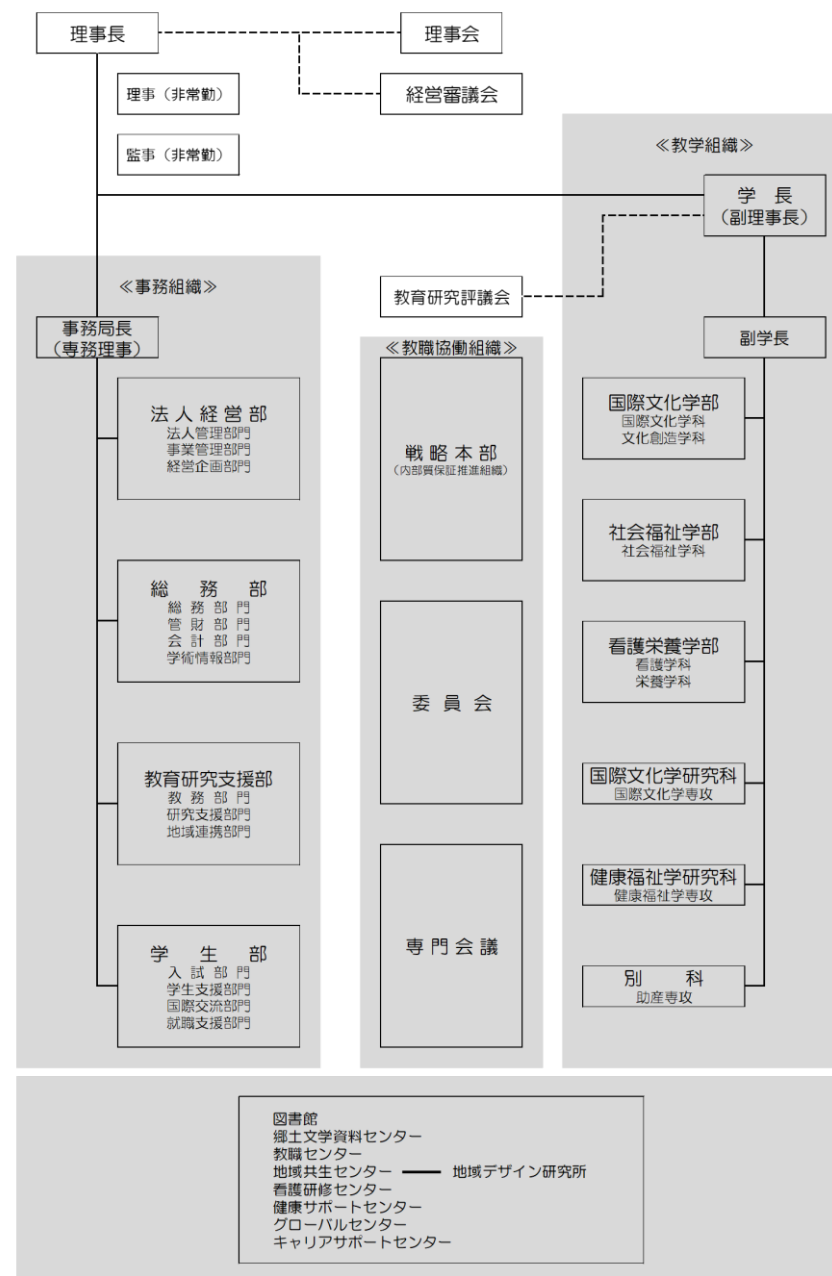 理事長
理事会
理事（非常勤）
経営審議会
監事（非常勤）
≪教学組織≫
学 長
（副理事長）
≪事務組織≫
教育研究評議会
事務局長
（専務理事）
≪教職協働組織≫
副学長
法人経営部
法人管理部門
事業管理部門
経営企画部門
総 務 部
総 務 部 門
管 財 部 門
会 計 部 門
学術情報部門
教育研究支援部
教 務 部 門
研究支援部門
地域連携部門
学 生 部
入 試 部 門
学生支援部門
国際交流部門
就職支援部門
戦略本部
（内部質保証推進組織）
委 員 会
専門会議
国際文化学部
国際文化学科
文化創造学科
社会福祉学部
社会福祉学科
看護栄養学部
看護学科
栄養学科
国際文化学研究科
国際文化学専攻
健康福祉学研究科
健康福祉学専攻
別 科
助産専攻
図書館
郷土文学資料センター
教職センター
地域共生センター 地域デザイン研究所
看護研修センター
健康サポートセンター
グローバルセンター
キャリアサポートセンター